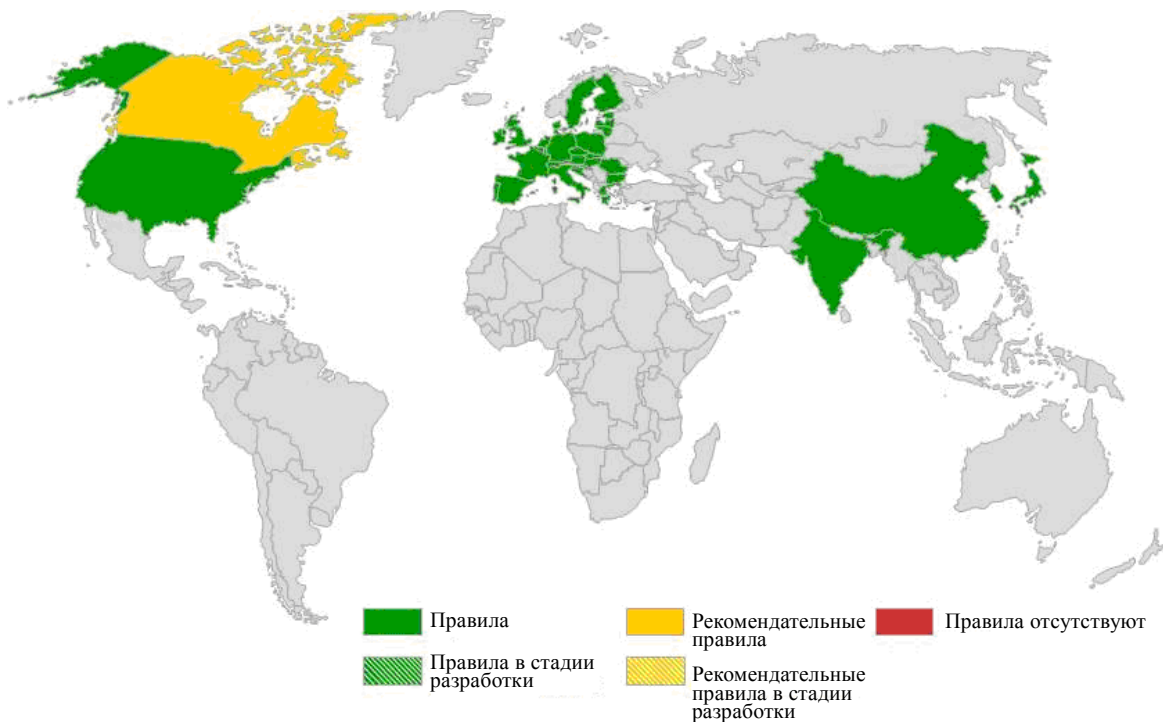 Правила
Рекомендательные
правила
Правила отсутствуют
Правила в стадии
разработки
Рекомендательные
правила в стадии
разработки